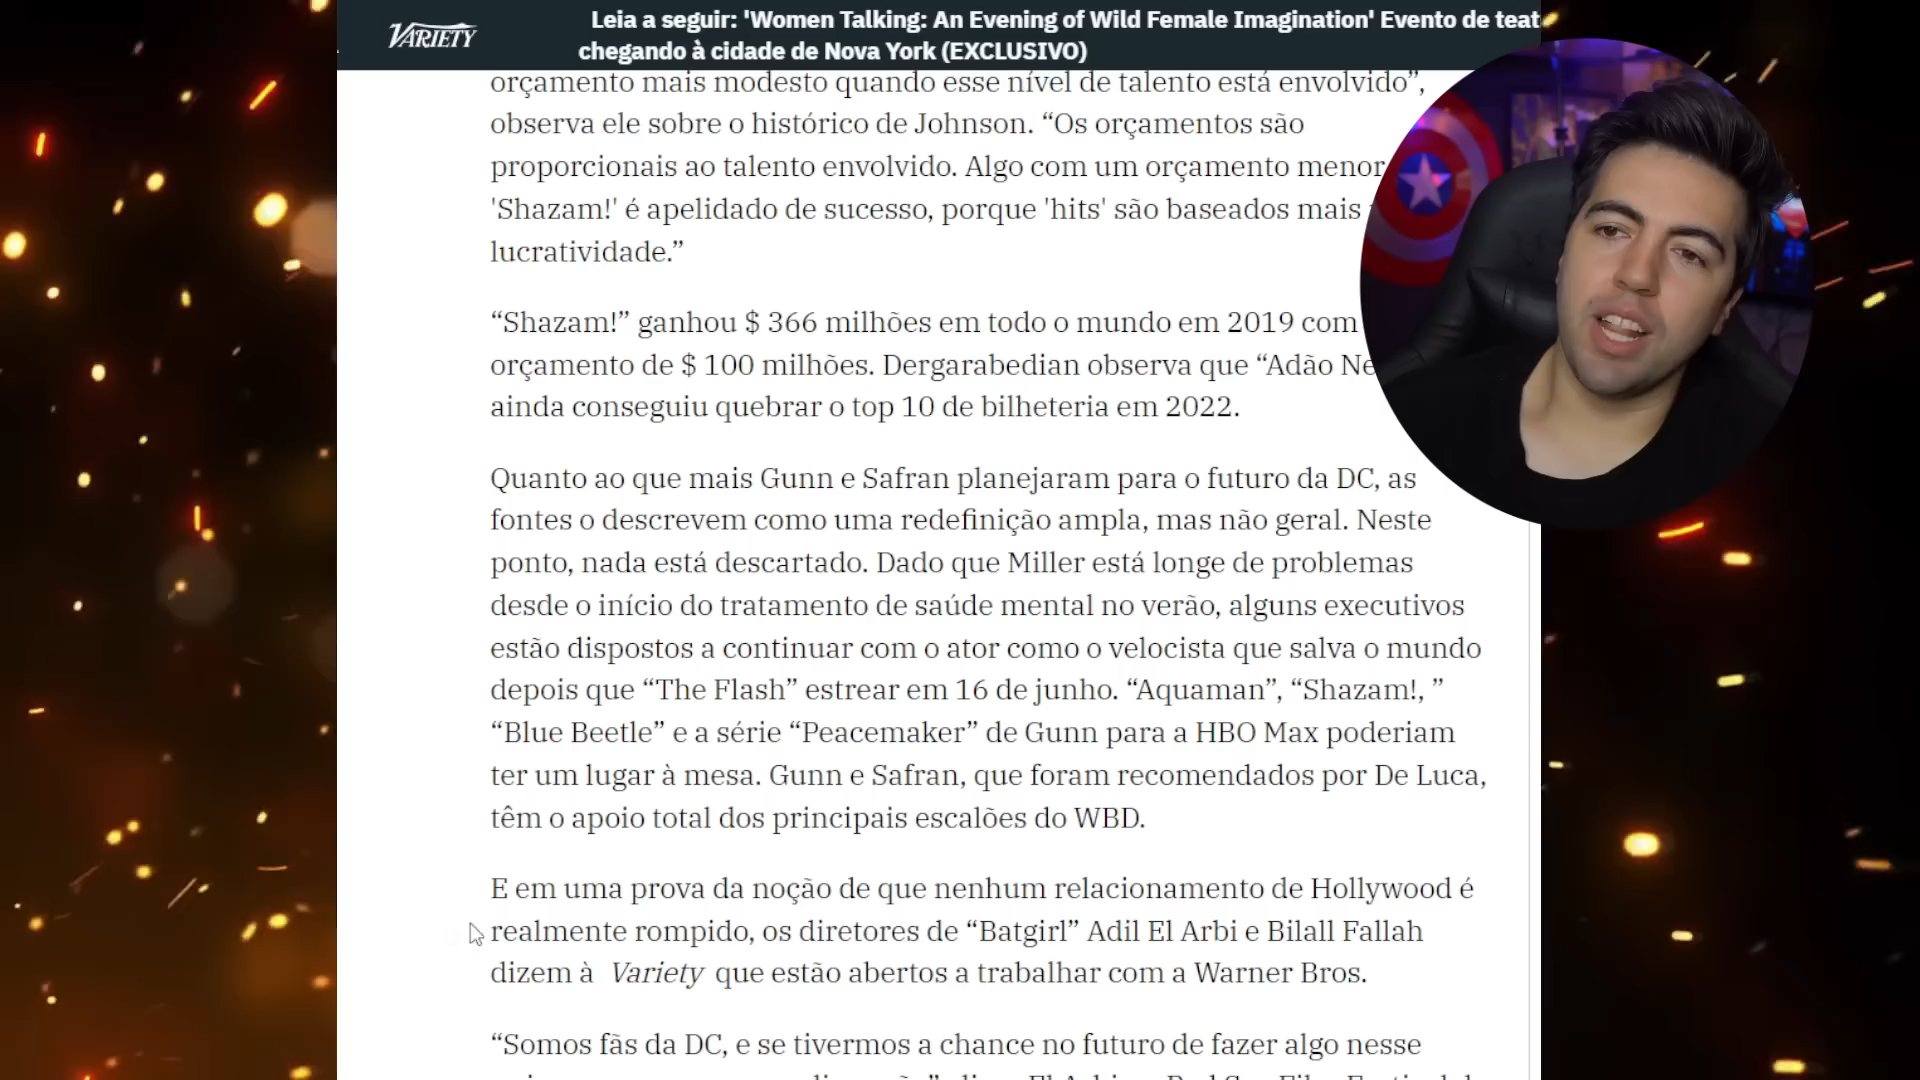 VARIETY
Leia a seguir: 'Women Talking: An Evening of Wild Female Imagination' Evento de
chegando à cidade de Nova York (EXCLUSIVO)
orçamento mais modesto quando esse nível de talento está envolvido”,
observa ele sobre o histórico de Johnson. “Os orçamentos são
proporcionais ao talento envolvido. Algo com um orçamento menor
'Shazam!' é apelidado de sucesso, porque 'hits' são baseados mais
lucratividade.”
“Shazam!” ganhou $ 366 milhões em todo o mundo em 2019 com
orçamento de $ 100 milhões. Dergarabedian observa que “Adão
ainda conseguiu quebrar o top 10 de bilheteria em 2022.
Quanto ao que mais Gunn e Safran planejaram para o futuro da DC, as
fontes o descrevem como uma redefinição ampla, mas não geral. Neste
ponto, nada está descartado. Dado que Miller está longe de problemas
desde o início do tratamento de saúde mental no verão, alguns executivos
estão dispostos a continuar com o ator como o velocista que salva o mundo
depois que “The Flash” estrear em 16 de junho. “Aquaman”, “Shazam!, ”
“Blue Beetle” e a série “Peacemaker” de Gunn para a HBO Max poderiam
ter um lugar à mesa. Gunn e Safran, que foram recomendados por De Luca,
têm o apoio total dos principais escalões do WBD.
E em uma prova da noção de que nenhum relacionamento de Hollywood é
realmente rompido, os diretores de “Batgirl” Adil El Arbi e Bilall Fallah
dizem à Variety que estão abertos a trabalhar com a Warner Bros.
“Somos fãs da DC, e se tivermos a chance no futuro de fazer algo nesse